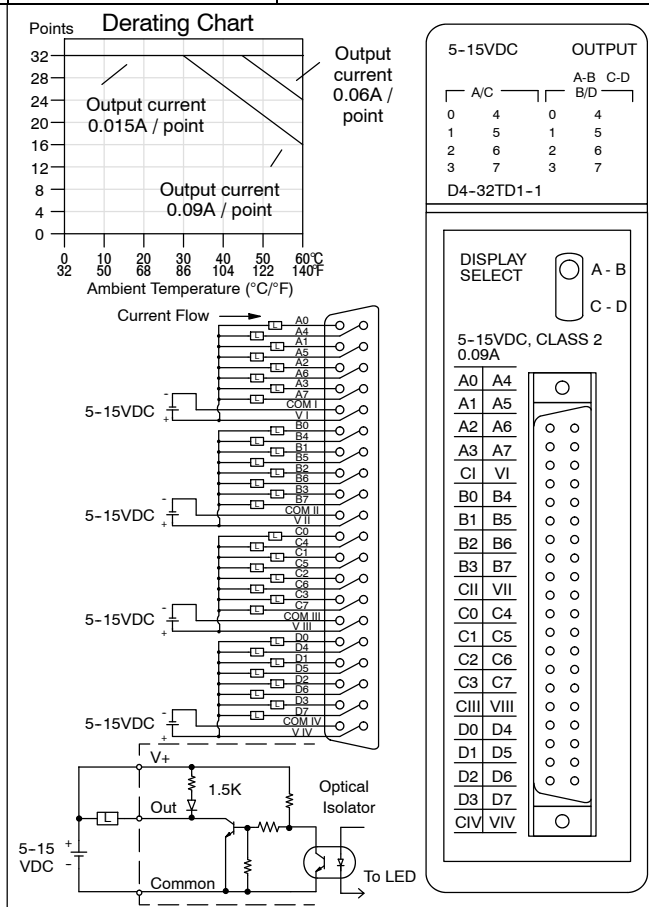 Derating Chart
Points
32
28
24
20
16
12
8
4
0
Output current
0.015A / point
Output
current
0.06A /
point
Output current
0.09A / point
0 10 20 30 40 50 60°C
32 50 68 86 104 122 140°F
Ambient Temperature (°C/°F)
Current Flow
L A0
L A4
L A1
L A5
L A2
L A6
L A3
L A7
COM I
V I
5-15VDC - +
L B0
L B4
L B1
L B5
L B2
L B6
L B3
L B7
COM II
V II
5-15VDC - +
L C0
L C4
L C1
L C5
L C2
L C6
L C3
L C7
COM III
V III
5-15VDC - +
L D0
L D4
L D1
L D5
L D2
L D6
L D3
L D7
COM IV
V IV
5-15VDC - +
V+
1.5K
Optical
Isolator
Out
L
5-15
VDC
+
-
Common
To LED
5-15VDC OUTPUT
A-B C-D
A/C B/D
0 4 0 4
1 5 1 5
2 6 2 6
3 7 3 7
D4-32TD1-1
DISPLAY
SELECT
A - B
C - D
5-15VDC, CLASS 2
0.09A
A0 A4
A1 A5
A2 A6
A3 A7
CI VI
B0 B4
B1 B5
B2 B6
B3 B7
CII VII
C0 C4
C1 C5
C2 C6
C3 C7
CIII VIII
D0 D4
D1 D5
D2 D6
D3 D7
CIV VIV